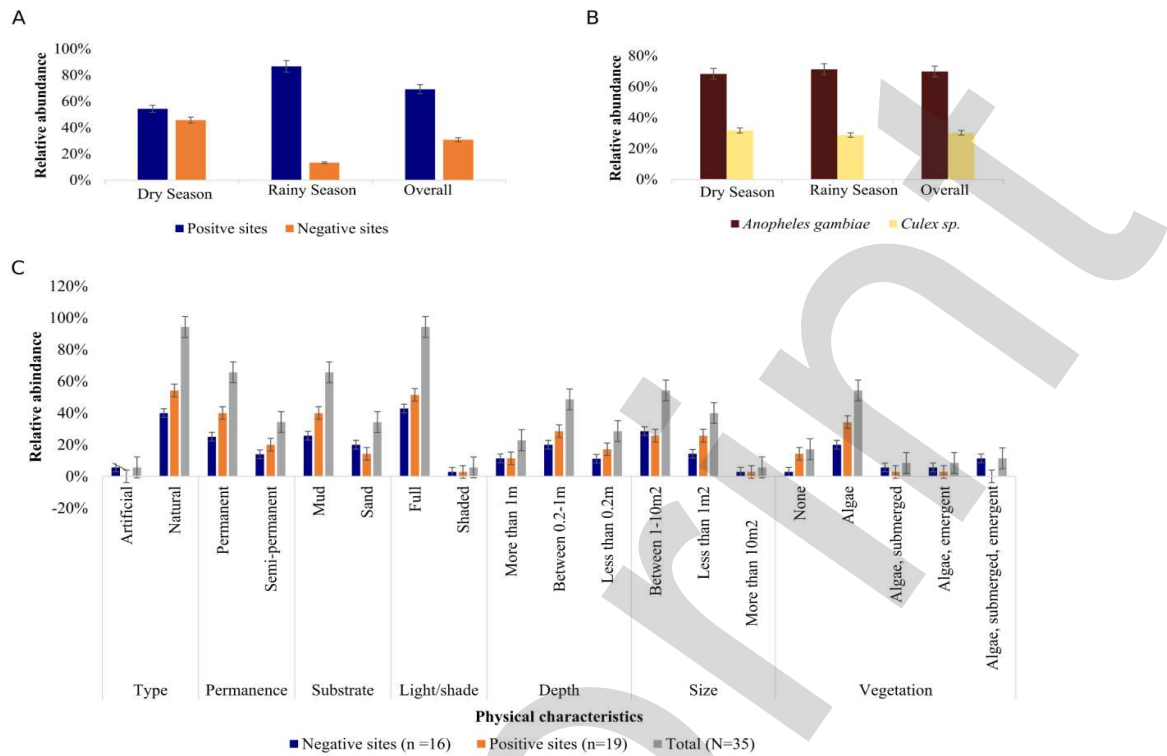 A
100%
80%
60%
40%
20%
0%
Relative abundance
Dry Season
Rainy Season
Overall
Positve sites
Negative sites
B
80%
60%
40%
20%
0%
Relative abundance
Dry Season
Rainy Season
Overall
Anopheles gambiae
Culex sp.
C
120%
100%
80%
60%
40%
20%
0%
-20%
Relative abindance
Artificial
Natural
Permanent
Semi-permanent
Mud
Sand
Full
Shaded
More than 1m
Between 0.2-1m
Less than 0.2m
Between 1-10m2
Less than 1m2
More than 10m2
None
Algae
Algae, submerged
Algae, emergent
Algae, submerged, emergent
Type
Permanence
Substrate
Light/shade
Depth
Size
Vegetation
Physical characteristics
Negative sites (n =16)
Positive sites (n=19)
Total (N=35)